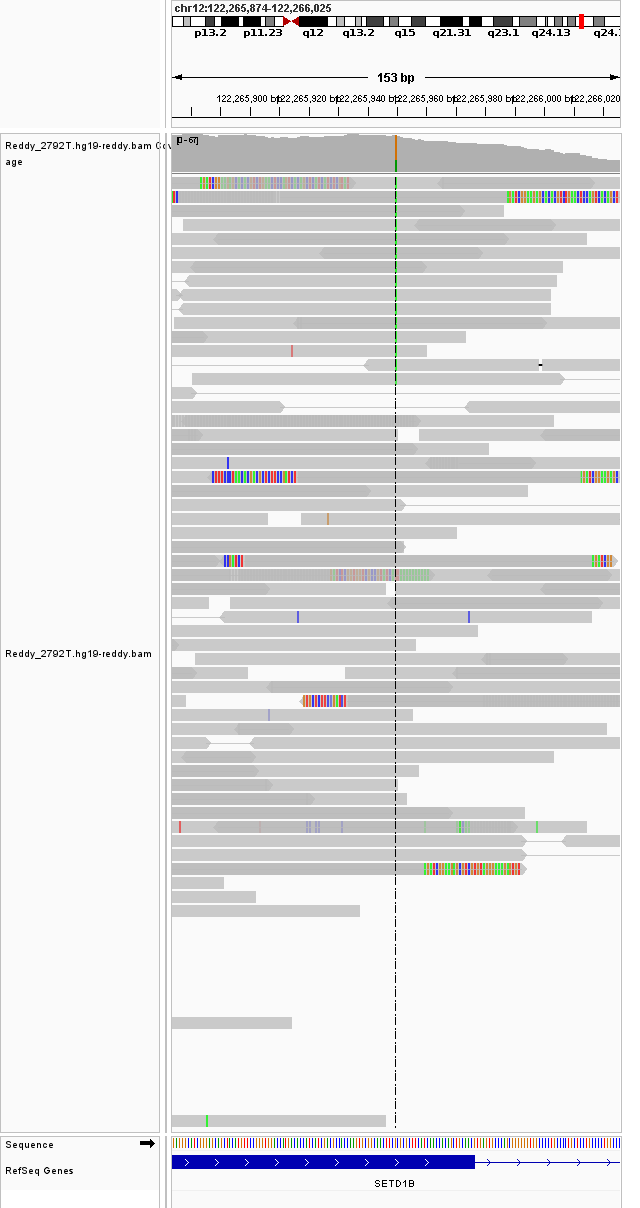 chr12:122,265,874-122,266,025
p13.2 p11.23 q12 q13.2 q15 q21.31 q23.1 q24.13 q24.
153 bp
122,265,900 bp 122,265,920 bp 122,265,940 bp 122,265,960 bp 122,265,980 bp 122,266,000 bp 122,266,020
Reddy_2792T.hg19-reddy.bam Cov
age
[0 - 67]
Reddy_2792T.hg19-reddy.bam
Sequence
RefSeq Genes
SETD1B